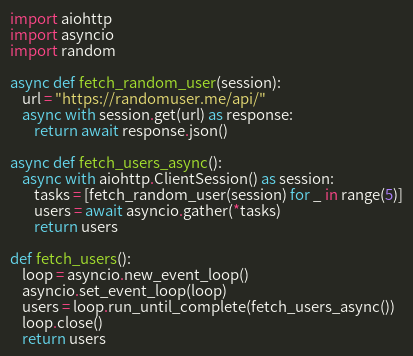 import aiohttp
import asyncio
import random

async def fetch_random_user(session):
    url = "https://randomuser.me/api/"
    async with session.get(url) as response:
        return await response.json()

async def fetch_users_async():
    async with aiohttp.ClientSession() as session:
        tasks = [fetch_random_user(session) for _ in range(5)]
        users = await asyncio.gather(*tasks)
        return users

def fetch_users():
    loop = asyncio.new_event_loop()
    asyncio.set_event_loop(loop)
    users = loop.run_until_complete(fetch_users_async())
    loop.close()
    return users